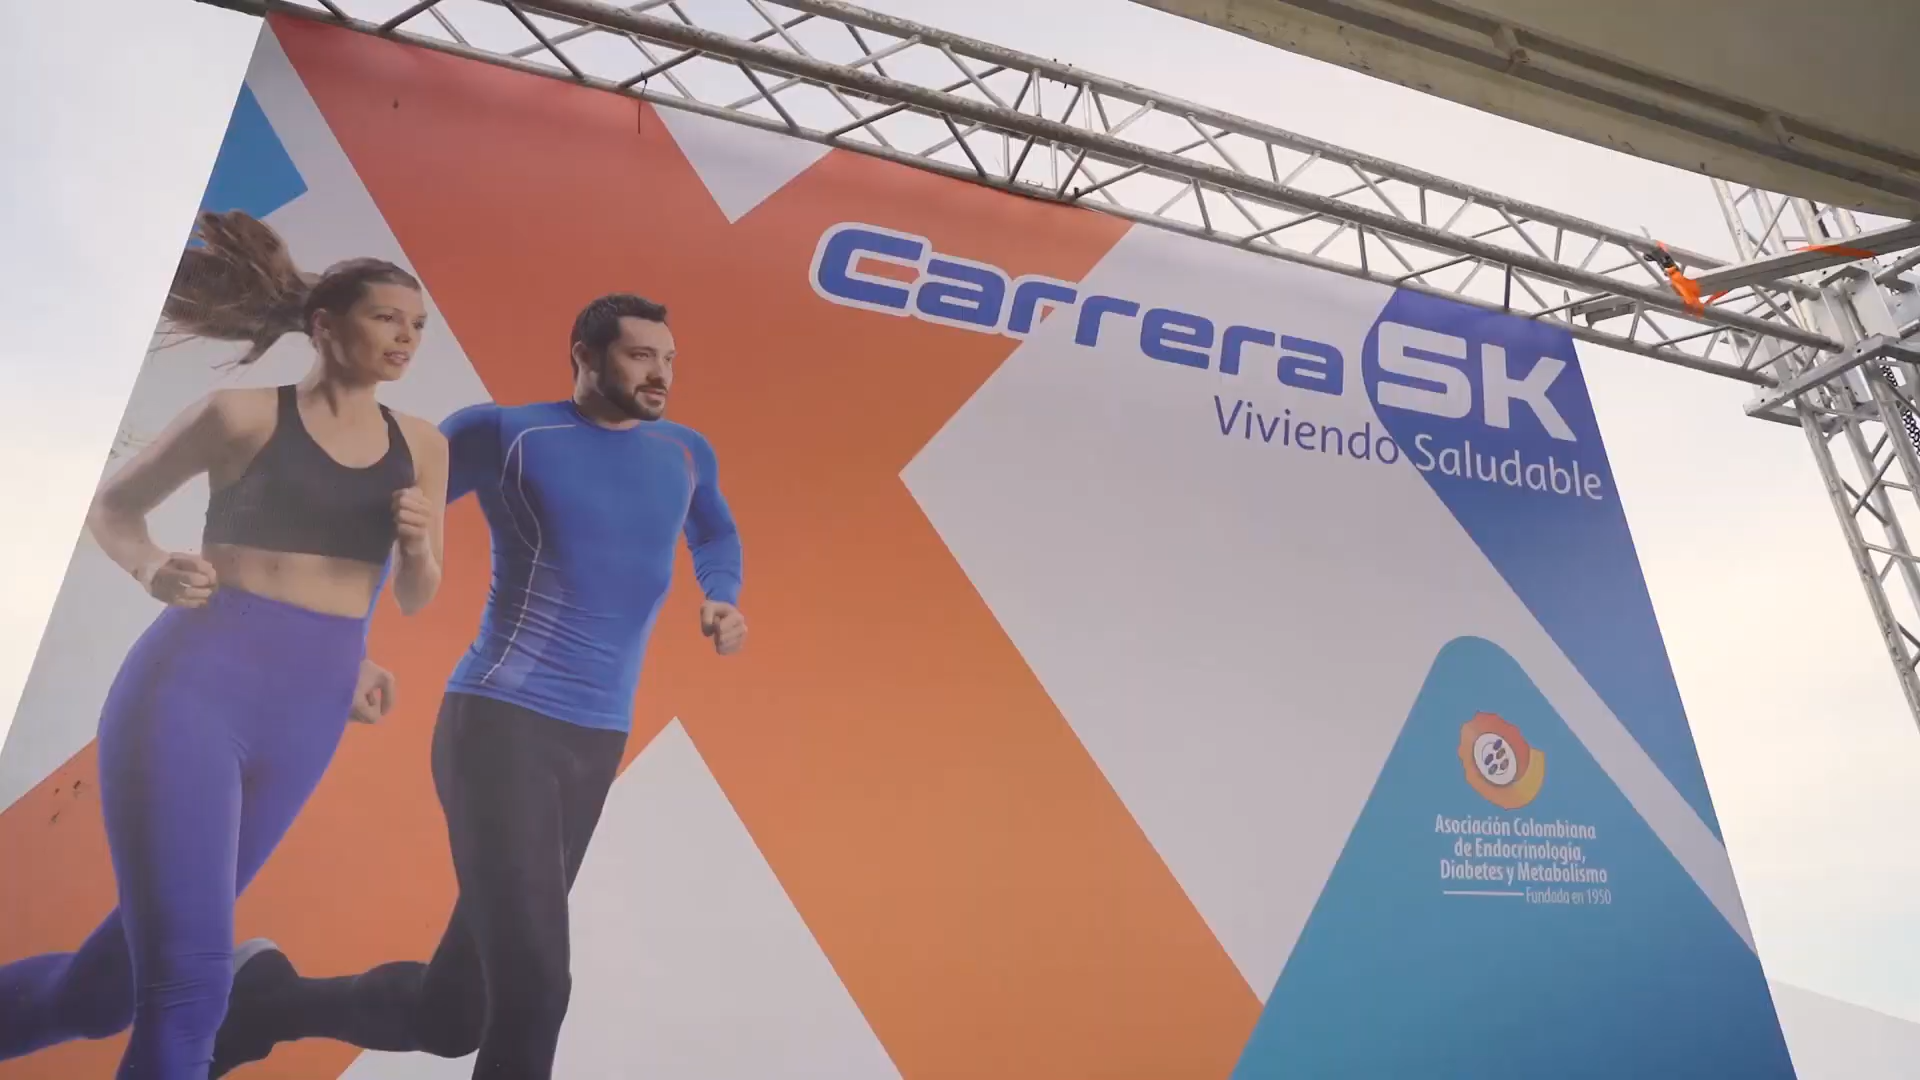 Carrera 5K
Viviendo Saludable
Asociación Colombiana
de Endocrinología,
Diabetes y Metabolismo
Fundada en 1950